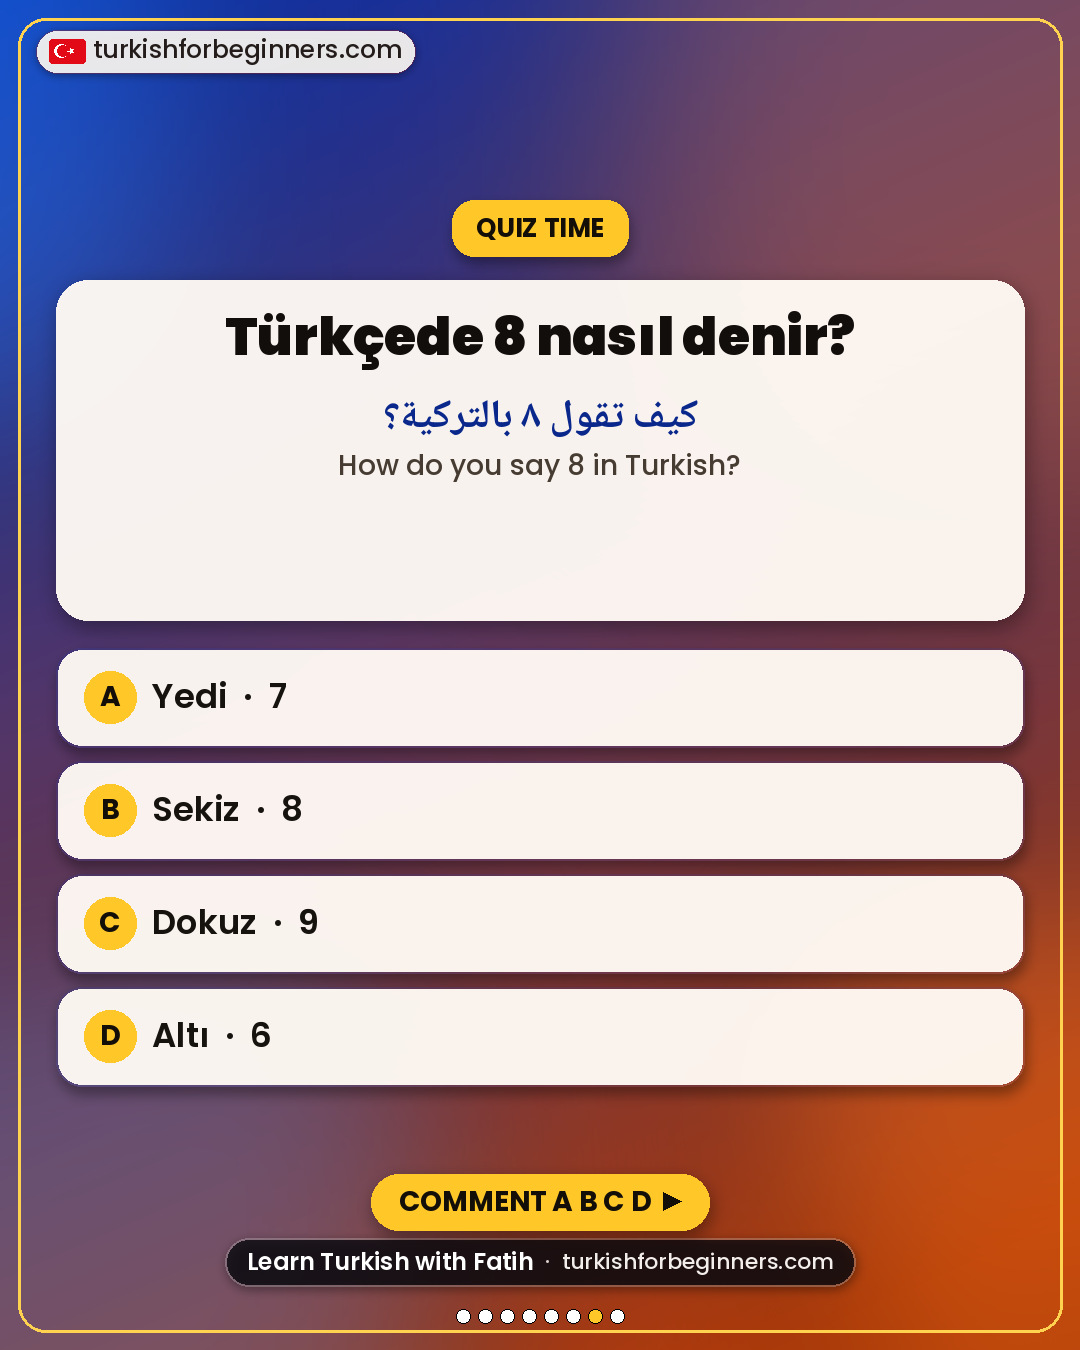 turkishforbeginners.com
QUIZ TIME
Türkçede 8 nasıl denir?
كيف تقول ٨ بالتركية؟
How do you say 8 in Turkish?
A Yedi · 7
B Sekiz · 8
C Dokuz · 9
D Altı · 6
COMMENT A B C D ▶
Learn Turkish with Fatih · turkishforbeginners.com